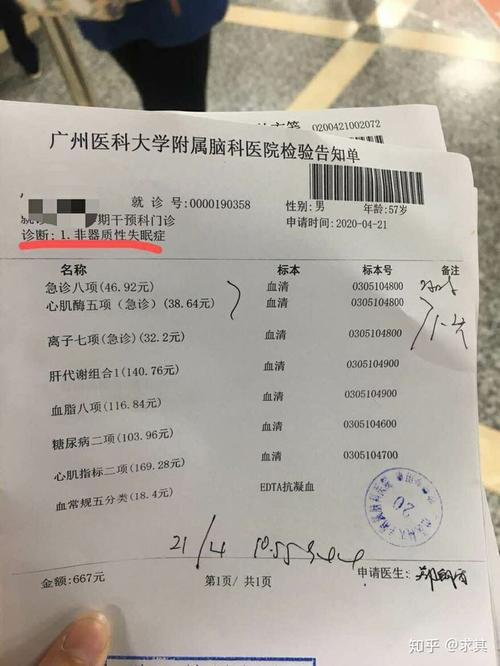 0200421002072
广州医科大学附属脑科医院检验告知单
就诊号:0000190358
性别:男 年龄:57岁
期干预科门诊
申请时间:2020-04-21
诊断:1.非器质性失眠症
名称 标本 标本号 备注
急诊八项(46.92元) 血清 0305104800
心肌酶五项(急诊)(38.64元) 血清 0305104800
离子七项(急诊)(32.2元) 血清 0305104800
肝代谢组合1(140.76元) 血清 0305104900
血脂八项(116.84元) 血清 0305104900
糖尿病二项(103.96元) 血清 0305104600
心肌指标二项(169.28元) 血清 0305104700
血常规五分类(18.4元) EDTA抗凝血
20
21/4
金额:667元 第1页/共1页 申请医生:
知乎 @求真